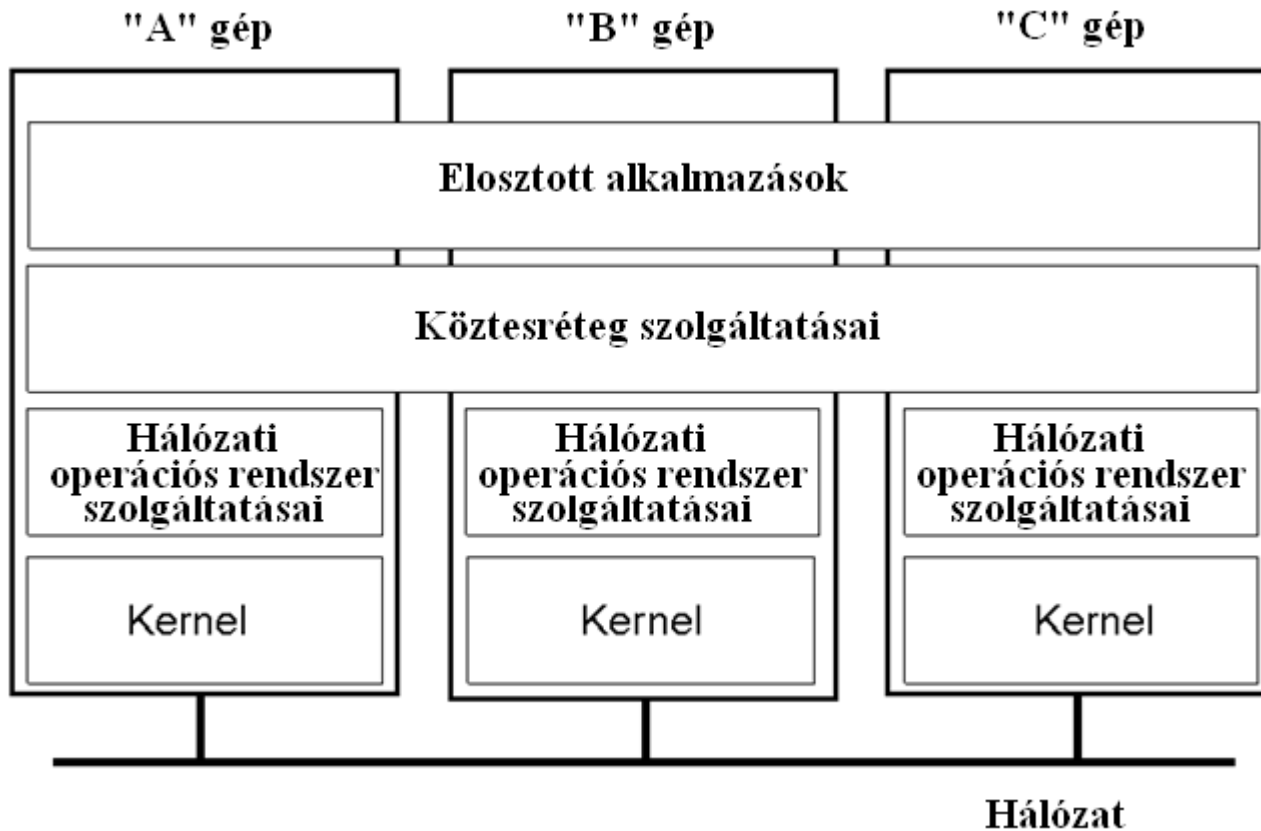 "A" gép
"B" gép
"C" gép
Elosztott alkalmazások
Köztesréteg szolgáltatásai
Hálózati
operációs rendszer
szolgáltatásai
Hálózati
operációs rendszer
szolgáltatásai
Hálózati
operációs rendszer
szolgáltatásai
Kernel
Kernel
Kernel
Hálózat